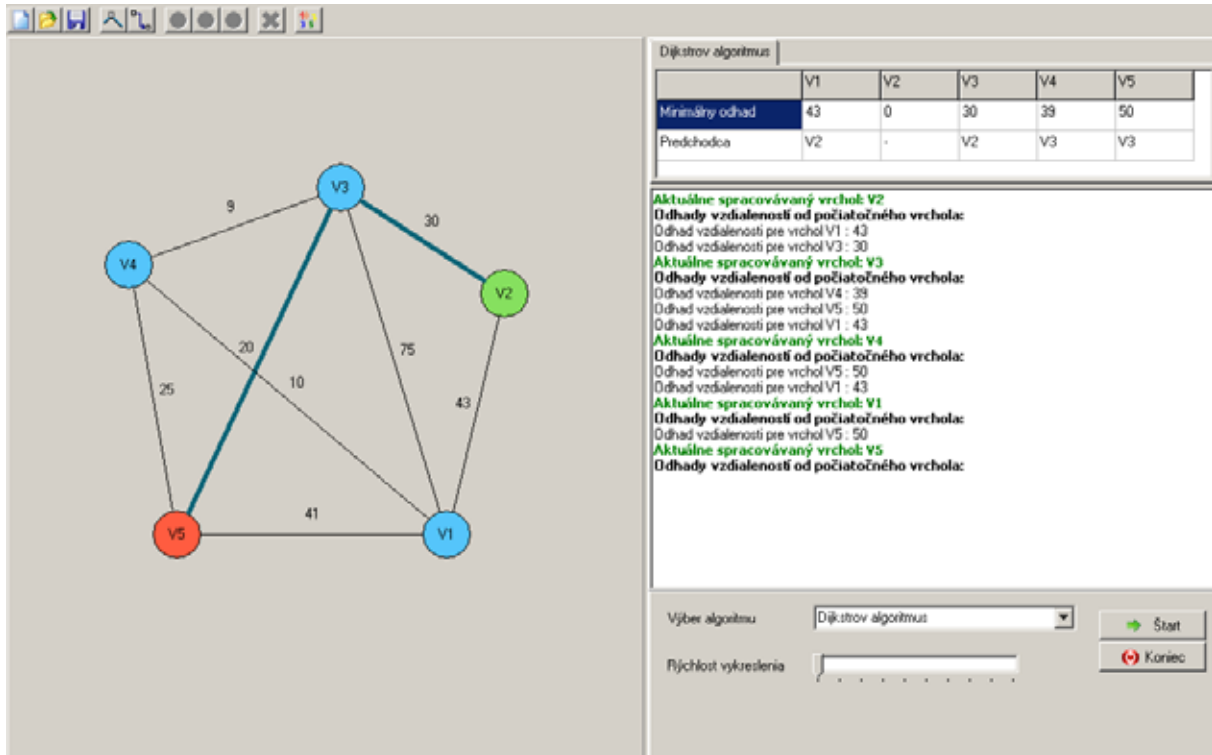 Dijkstrov algoritmus
V1 V2 V3 V4 V5
Minimálny odhad 43 0 30 39 50
Predchodca V2 - V2 V3 V3
V3
9
30
V4
V2
20
75
10
25
43
41
V5
V1
Aktuálne spracovávaný vrchol: V2
Odhady vzdialeností od počiatočného vrchola:
Odhad vzdialenosti pre vrchol V1 : 43
Odhad vzdialenosti pre vrchol V3 : 30
Aktuálne spracovávaný vrchol: V3
Odhady vzdialeností od počiatočného vrchola:
Odhad vzdialenosti pre vrchol V4 : 39
Odhad vzdialenosti pre vrchol V5 : 50
Odhad vzdialenosti pre vrchol V1 : 43
Aktuálne spracovávaný vrchol: V4
Odhady vzdialeností od počiatočného vrchola:
Odhad vzdialenosti pre vrchol V5 : 50
Odhad vzdialenosti pre vrchol V1 : 43
Aktuálne spracovávaný vrchol: V1
Odhady vzdialeností od počiatočného vrchola:
Odhad vzdialenosti pre vrchol V5 : 50
Aktuálne spracovávaný vrchol: V5
Odhady vzdialeností od počiatočného vrchola:
Výber algoritmu
Dijkstrov algoritmus
Štart
Rýchlost vykreslenia
Koniec